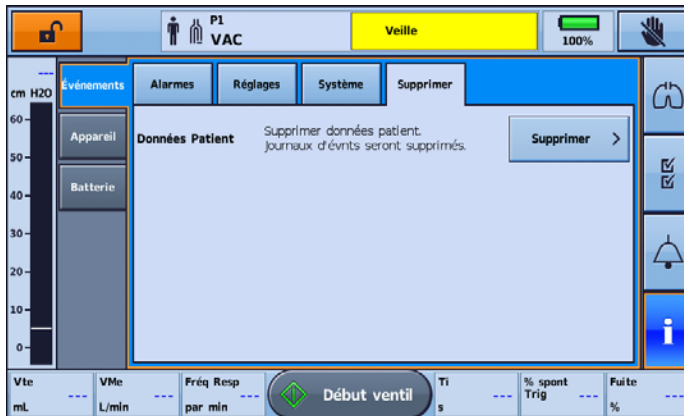 P1
VAC
Veille
100%
---
cm H2O
60
50
40
30
20
10
0
Événements
Appareil
Batterie
Alarmes
Réglages
Système
Supprimer
Données Patient
Supprimer données patient.
Journaux d'évnts seront supprimés.
Supprimer >
i
Vte
---
mL
VMe
---
L/min
Fréq Resp
---
par min
Début ventil
Ti
---
s
% spont
Trig ---
Fuite
---
%